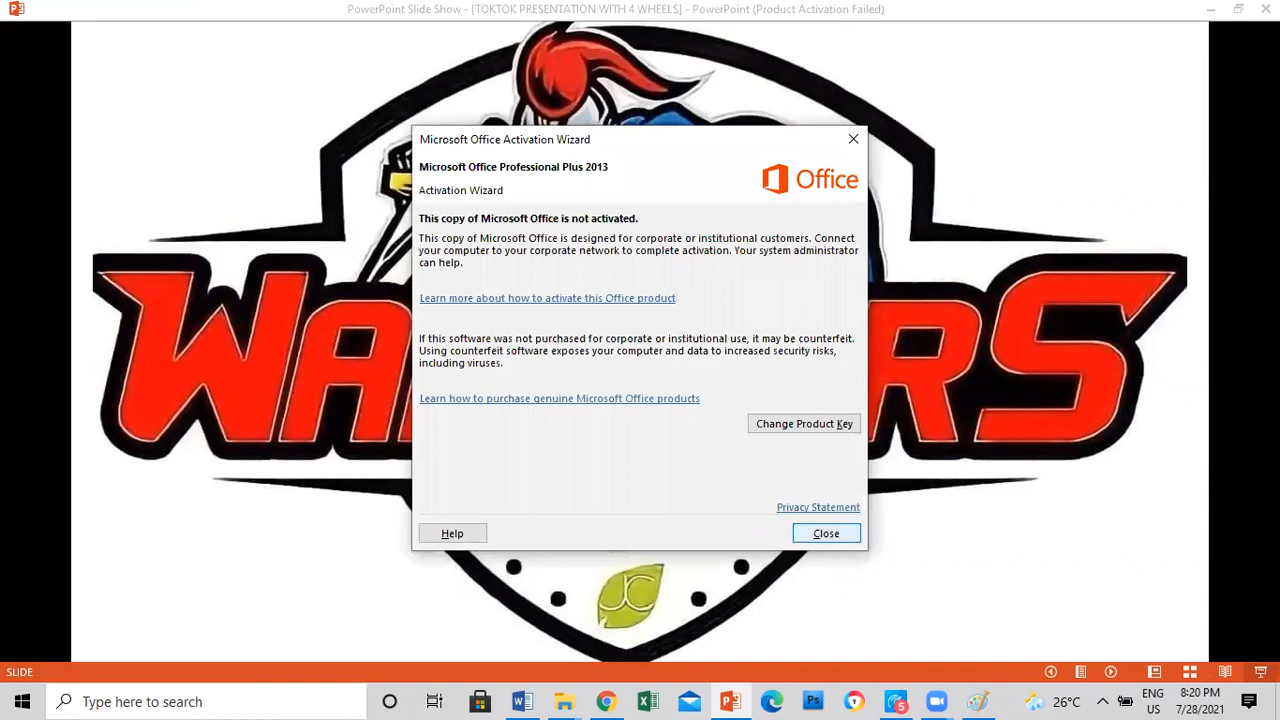 PowerPoint Slide Show - [TOKTOK PRESENTATION WITH 4 WHEELS] - PowerPoint (Product Activation Failed)
Microsoft Office Activation Wizard
Microsoft Office Professional Plus 2013
Activation Wizard
Office
This copy of Microsoft Office is not activated.
This copy of Microsoft Office is designed for corporate or institutional customers. Connect
your computer to your corporate network to complete activation. Your system administrator
can help.
Learn more about how to activate this Office product
If this software was not purchased for corporate or institutional use, it may be counterfeit.
Using counterfeit software exposes your computer and data to increased security risks,
including viruses.
Learn how to purchase genuine Microsoft Office products
Change Product Key
Privacy Statement
Help
Close
JC
SLIDE
Type here to search
Ps
5
26°C
ENG
US
8:20 PM
7/28/2021